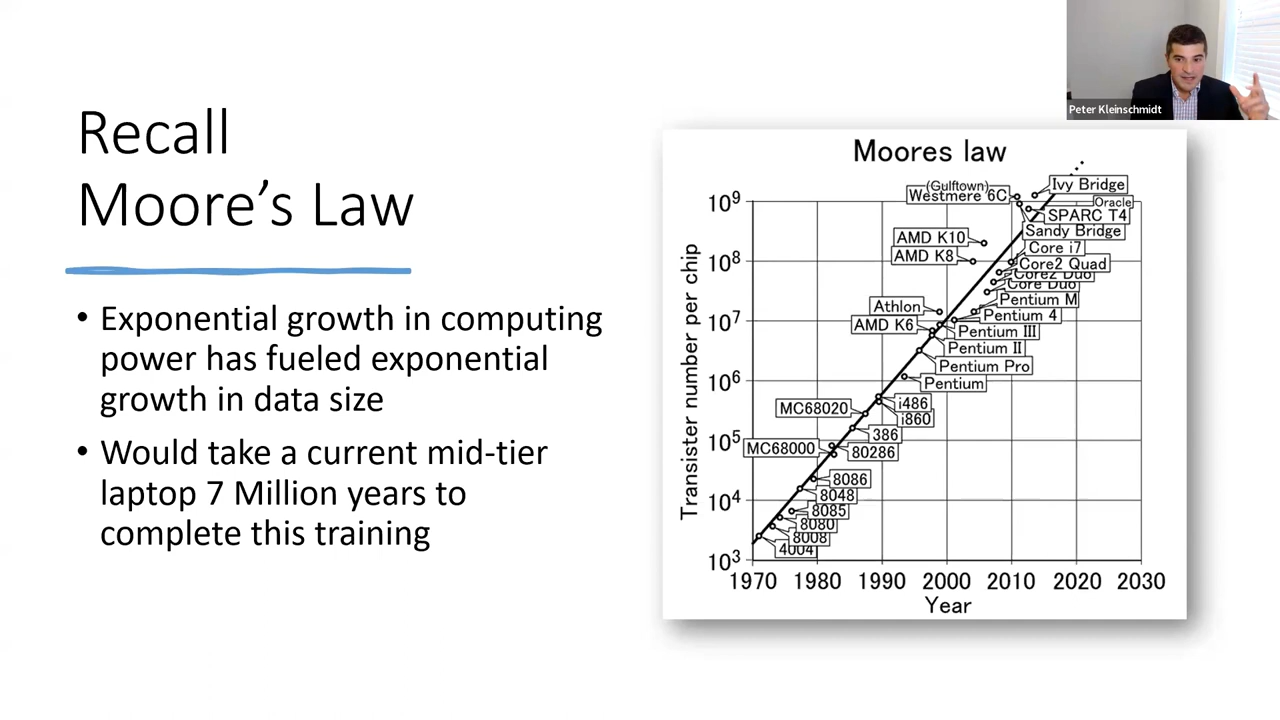 Recall
Moore's Law
• Exponential growth in computing
power has fueled exponential
growth in data size
• Would take a current mid-tier
laptop 7 Million years to
complete this training
Peter Kleinschmidt
Moores law
Transister number per chip
10⁹
10⁸
10⁷
10⁶
10⁵
10⁴
10³
(Gulftown)
Westmere 6C
Ivy Bridge
Oracle
SPARC T4
Sandy Bridge
AMD K10
Core i7
AMD K8
Core2 Quad
Core2 Duo
Core Duo
Pentium M
Athlon
Pentium 4
AMD K6
Pentium III
Pentium II
Pentium Pro
Pentium
MC68020
i486
i860
386
MC68000
80286
8086
8048
8085
8080
8008
4004
1970 1980 1990 2000 2010 2020 2030
Year